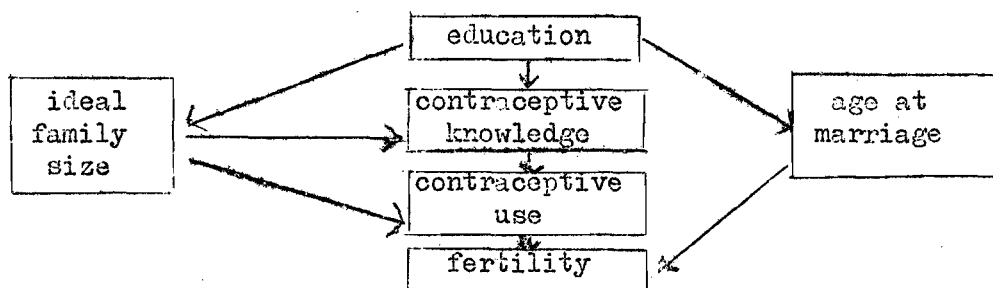 education
ideal
family
size
contraceptive
knowledge
age at
marriage
contraceptive
use
fertility